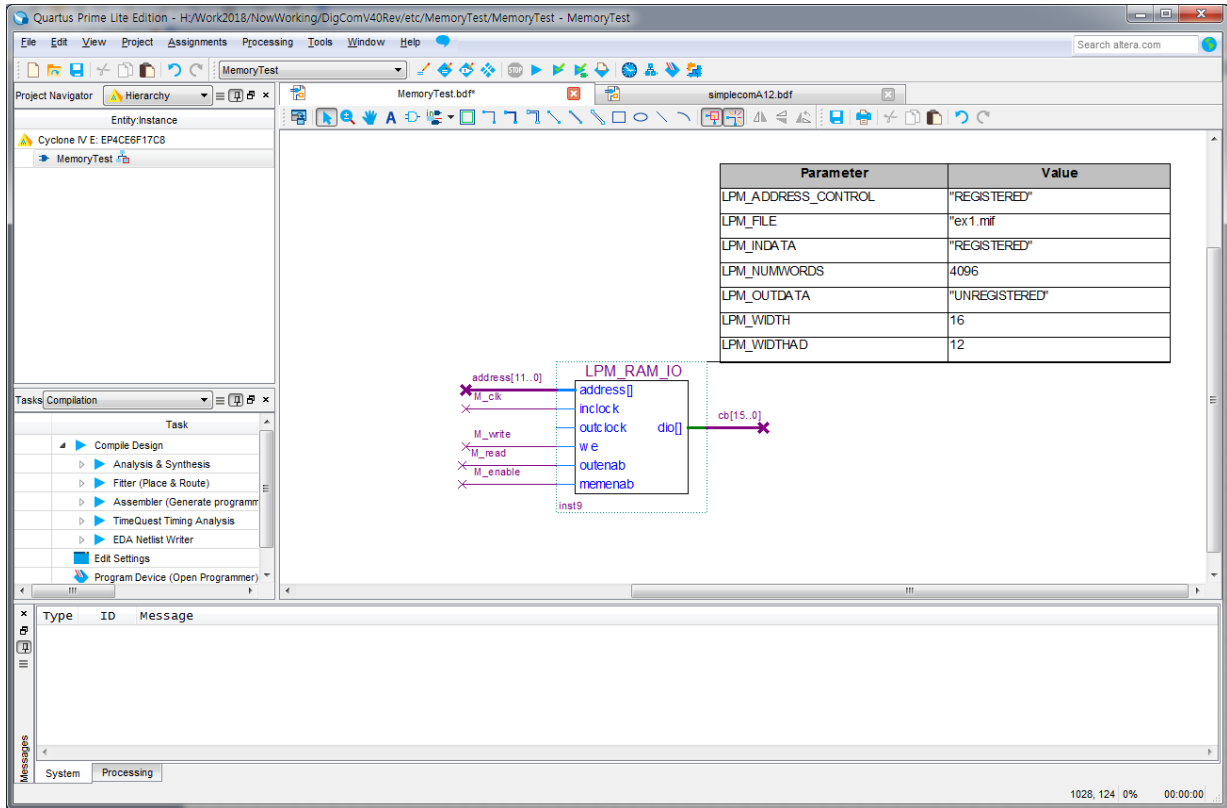 Quartus Prime Lite Edition - H:/Work2018/NowWorking/DigComV40Rev/etc/MemoryTest/MemoryTest - MemoryTest
File Edit View Project Assignments Processing Tools Window Help
Search altera.com
MemoryTest
STOP
Project Navigator Hierarchy
MemoryTest.bdf*
simplecomA12.bdf
Entity:Instance
Cyclone IV E: EP4CE6F17C8
MemoryTest
Parameter Value
LPM_ADDRESS_CONTROL "REGISTERED"
LPM_FILE "ex1.mif
LPM_INDATA "REGISTERED"
LPM_NUMWORDS 4096
LPM_OUTDATA "UNREGISTERED"
LPM_WIDTH 16
LPM_WIDTHAD 12
LPM_RAM_IO
address[11..0]
address[]
M_clk
inclock
outclock dio[]
cb[15..0]
M_write
we
M_read
outenab
M_enable
memenab
inst9
Tasks Compilation
Task
Compile Design
Analysis & Synthesis
Fitter (Place & Route)
Assembler (Generate programm
TimeQuest Timing Analysis
EDA Netlist Writer
Edit Settings
Program Device (Open Programmer)
Type ID Message
Messages
System Processing
1028, 124 0% 00:00:00